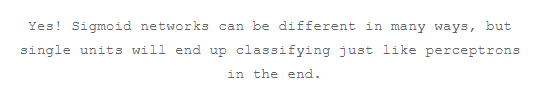 Yes! Sigmoid networks can be different in many ways, but
single units will end up classifying just like perceptrons
in the end.